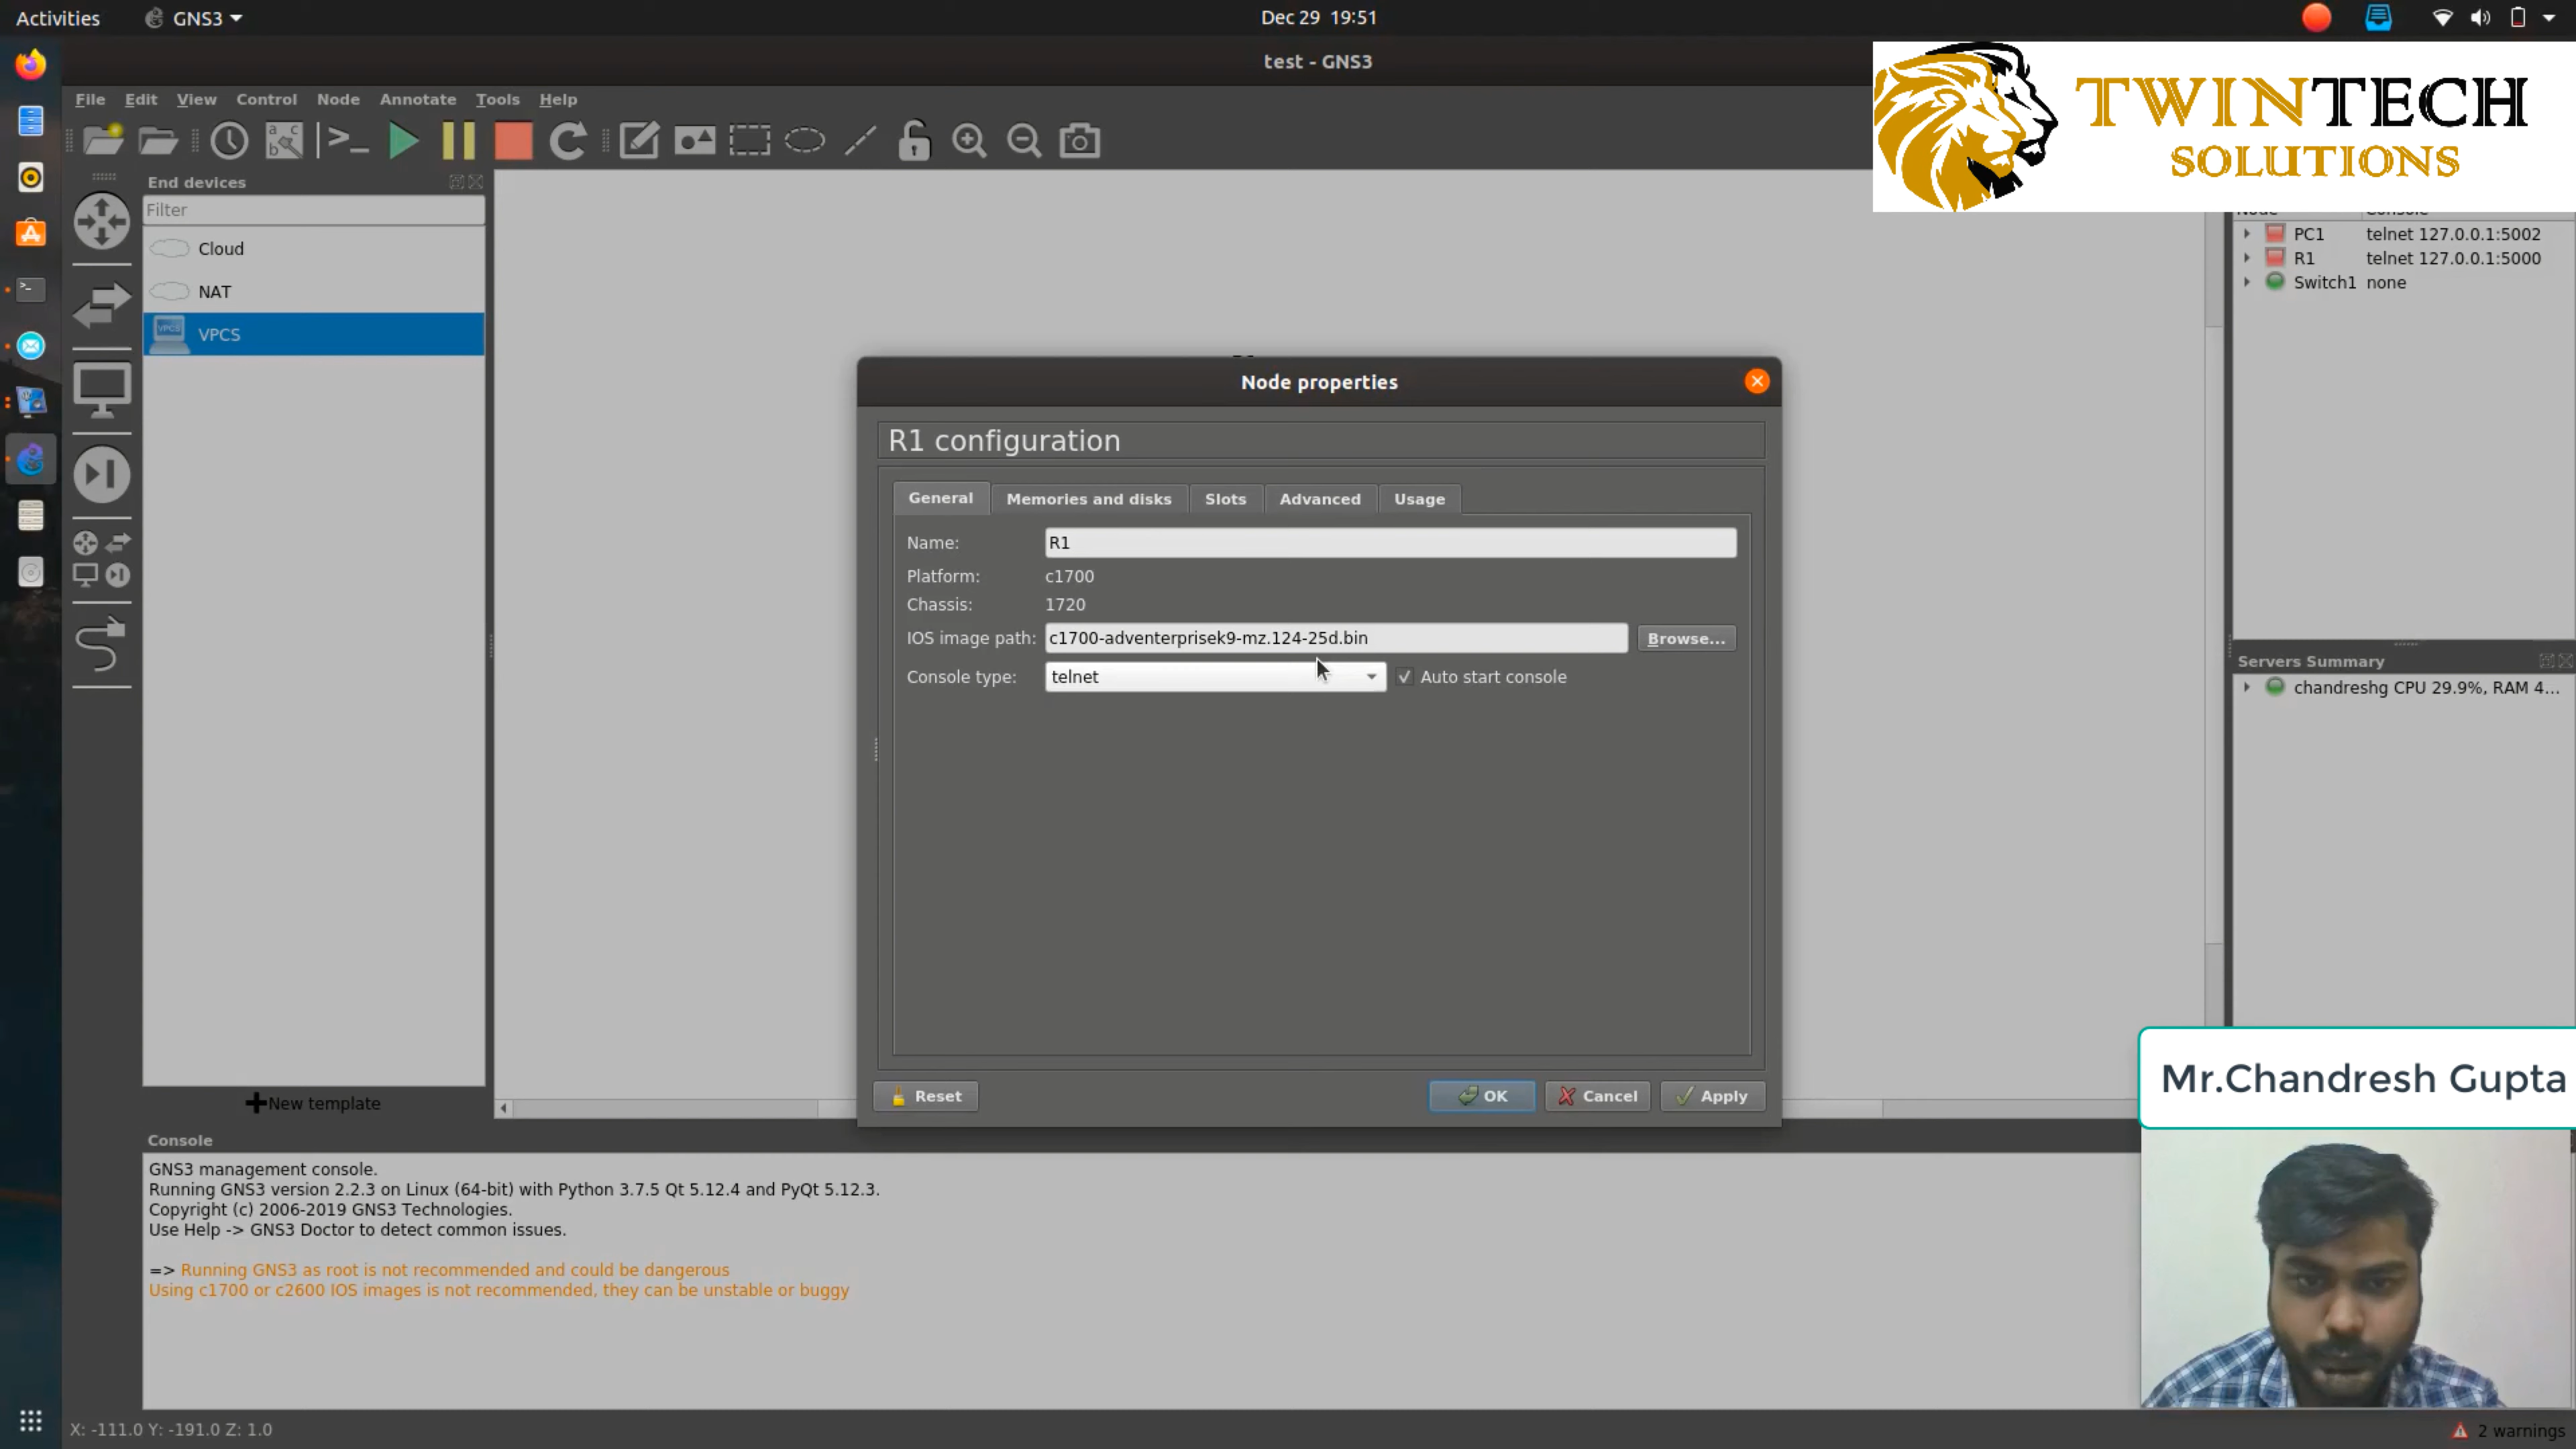 Activities GNS3 Dec 29 19:51
test - GNS3
TWINTECH
SOLUTIONS
File Edit View Control Node Annotate Tools Help
End devices
Filter
Cloud
NAT
VPCS
New template
PC1 telnet 127.0.0.1:5002
R1 telnet 127.0.0.1:5000
Switch1 none
Servers Summary
chandreshg CPU 29.9%, RAM 4...
Node properties
R1 configuration
General Memories and disks Slots Advanced Usage
Name: R1
Platform: c1700
Chassis: 1720
IOS image path: c1700-adventerprisek9-mz.124-25d.bin Browse...
Console type: telnet Auto start console
Reset OK Cancel Apply
Mr.Chandresh Gupta
Console
GNS3 management console.
Running GNS3 version 2.2.3 on Linux (64-bit) with Python 3.7.5 Qt 5.12.4 and PyQt 5.12.3.
Copyright (c) 2006-2019 GNS3 Technologies.
Use Help -> GNS3 Doctor to detect common issues.
=> Running GNS3 as root is not recommended and could be dangerous
Using c1700 or c2600 IOS images is not recommended, they can be unstable or buggy
X: -111.0 Y: -191.0 Z: 1.0 2 warnings